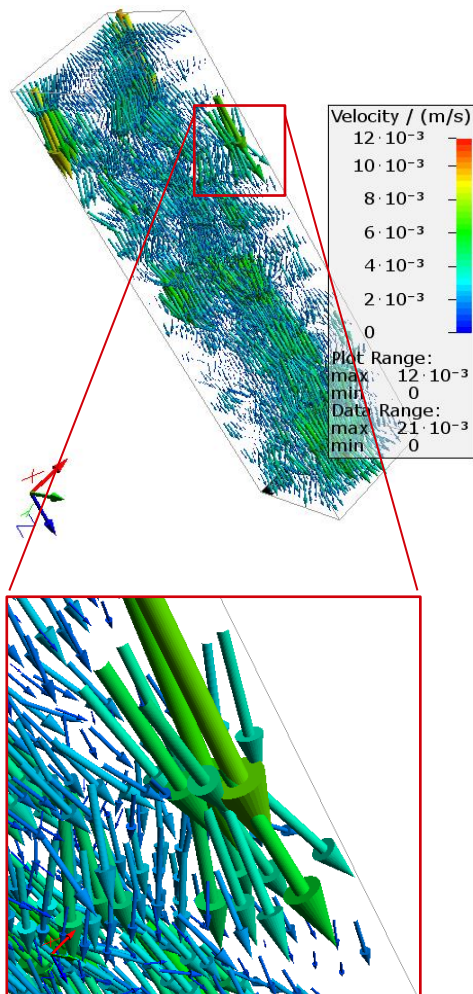 Velocity / (m/s)
12·10⁻³
10·10⁻³
8·10⁻³
6·10⁻³
4·10⁻³
2·10⁻³
0
Plot Range:
max 12·10⁻³
min 0
Data Range:
max 21·10⁻³
min 0
X
Y
Z